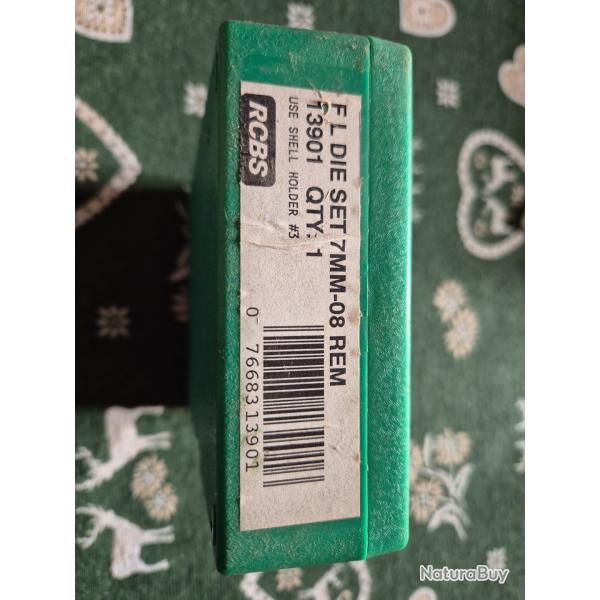 RCBS
F L DIE SET 7MM-08 REM
13901 QTY: 1
USE SHELL HOLDER #3
0 76683 13901
NaturaBuy